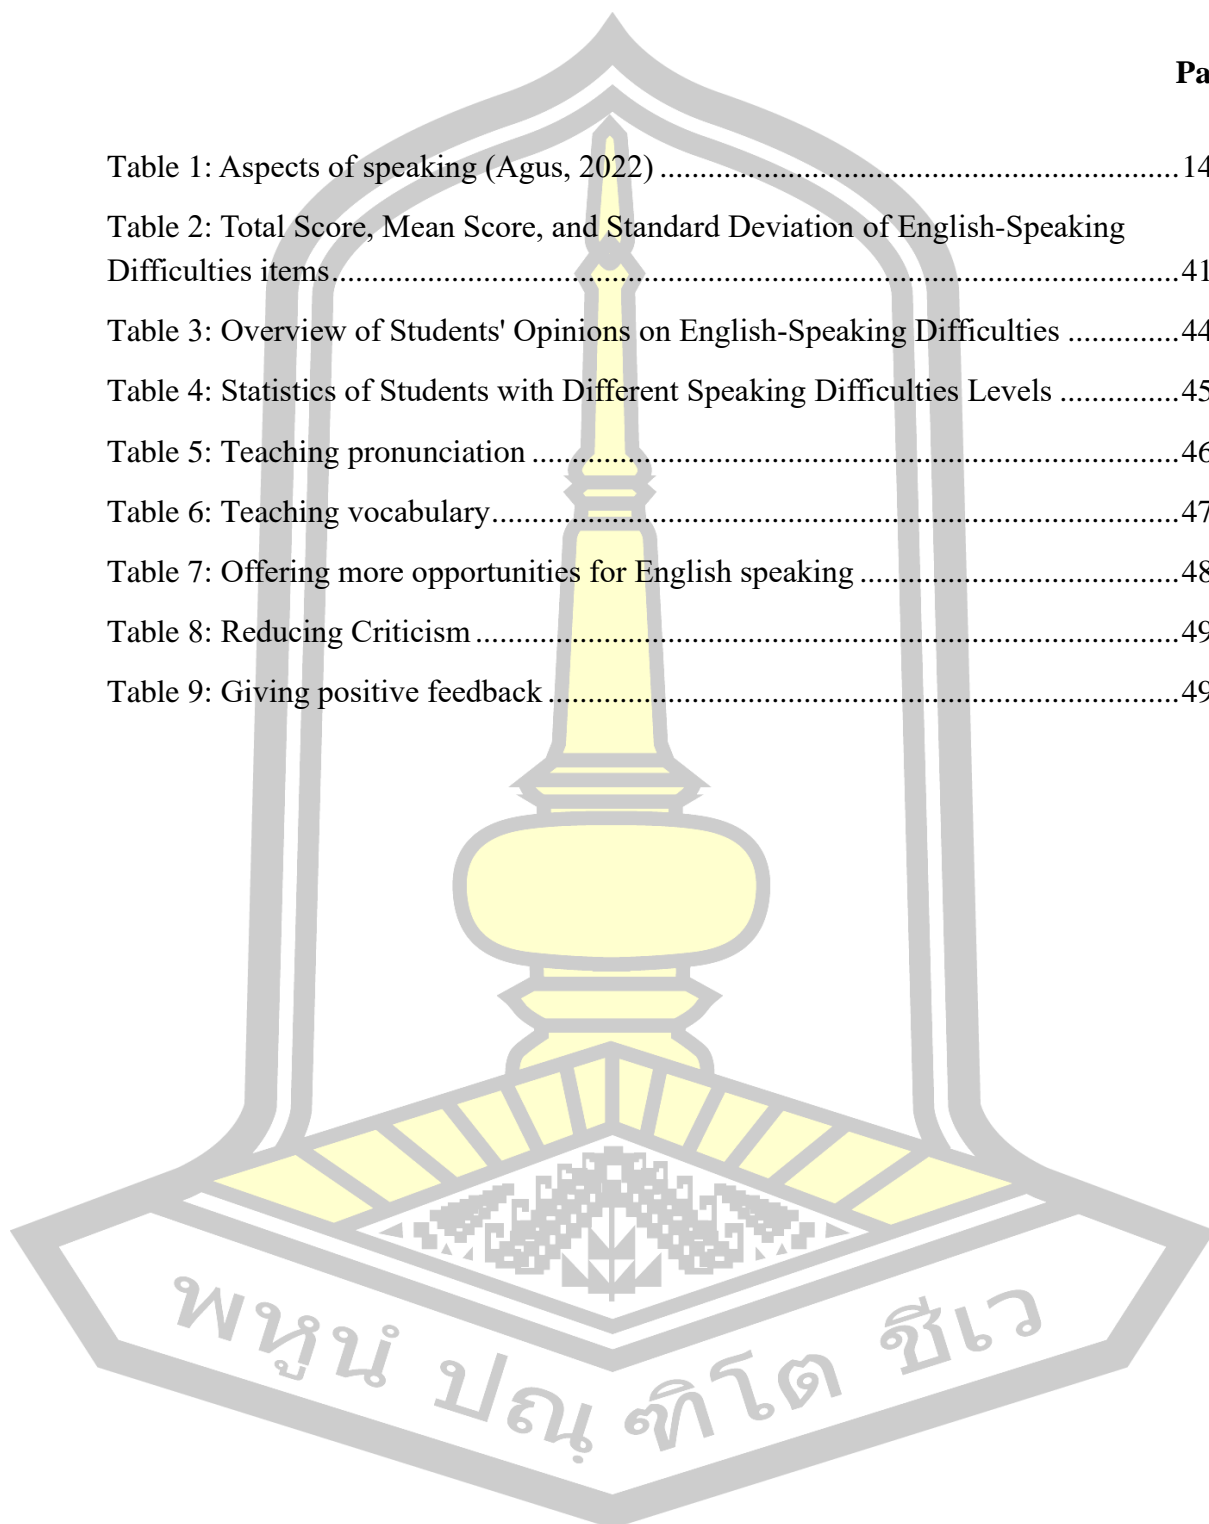 Pa
Table 1: Aspects of speaking (Agus, 2022) ................................................................14
Table 2: Total Score, Mean Score, and Standard Deviation of English-Speaking
Difficulties items.........................................................................................................41
Table 3: Overview of Students' Opinions on English-Speaking Difficulties ..............44
Table 4: Statistics of Students with Different Speaking Difficulties Levels ...............45
Table 5: Teaching pronunciation ................................................................................46
Table 6: Teaching vocabulary.....................................................................................47
Table 7: Offering more opportunities for English speaking .......................................48
Table 8: Reducing Criticism .......................................................................................49
Table 9: Giving positive feedback ..............................................................................49
พหูนํ ปณฺฑิโต ชีเว